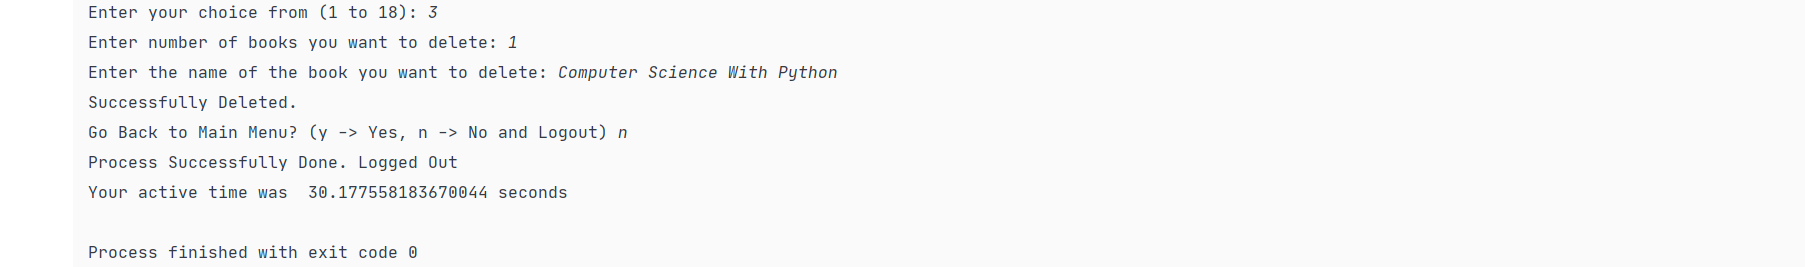 Enter your choice from (1 to 18): 3
Enter number of books you want to delete: 1
Enter the name of the book you want to delete: Computer Science With Python
Successfully Deleted.
Go Back to Main Menu? (y -> Yes, n -> No and Logout) n
Process Successfully Done. Logged Out
Your active time was  30.177558183670044 seconds
Process finished with exit code 0